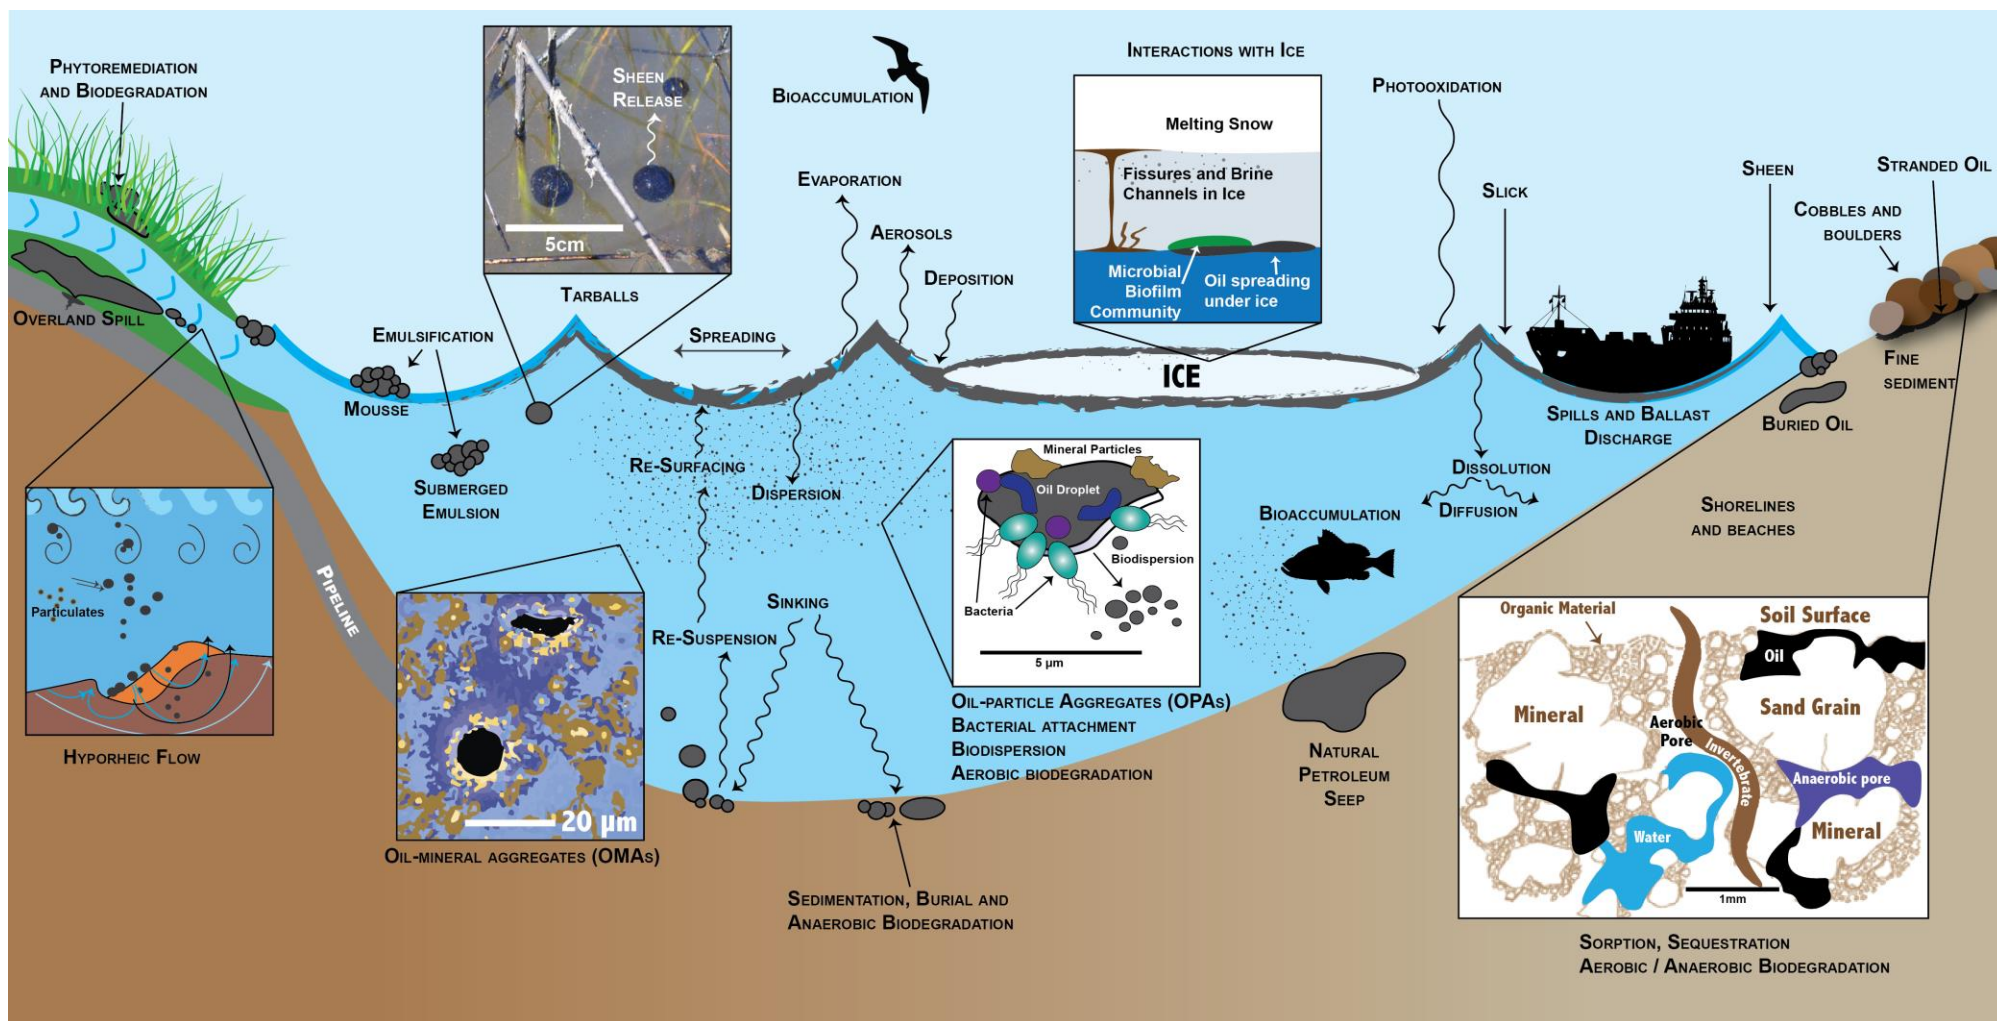 Phytoremediation
and Biodegradation
Overland Spill
Pipeline
Particulates
Hyporheic Flow
Sheen
Release
5cm
Tarballs
Emulsification
Mousse
Submerged
Emulsion
Spreading
Bioaccumulation
Evaporation
Aerosols
Deposition
Interactions with Ice
Melting Snow
Fissures and Brine
Channels in Ice
Microbial
Biofilm
Community
Oil spreading
under ice
ICE
Photooxidation
Slick
Sheen
Stranded Oil
Cobbles and
boulders
Fine
sediment
Buried Oil
Spills and Ballast
Discharge
Shorelines
and beaches
Re-Surfacing
Dispersion
Re-Suspension
Sinking
20 µm
Oil-mineral aggregates (OMAs)
Sedimentation, Burial and
Anaerobic Biodegradation
Mineral Particles
Oil Droplet
Biodispersion
Bacteria
5 µm
Oil-particle Aggregates (OPAs)
Bacterial attachment
Biodispersion
Aerobic biodegradation
Dissolution
Diffusion
Bioaccumulation
Natural
Petroleum
Seep
Organic Material
Soil Surface
Oil
Mineral
Sand Grain
Aerobic
Pore
Invertebrate
Anaerobic pore
Water
Mineral
1mm
Sorption, Sequestration
Aerobic / Anaerobic Biodegradation